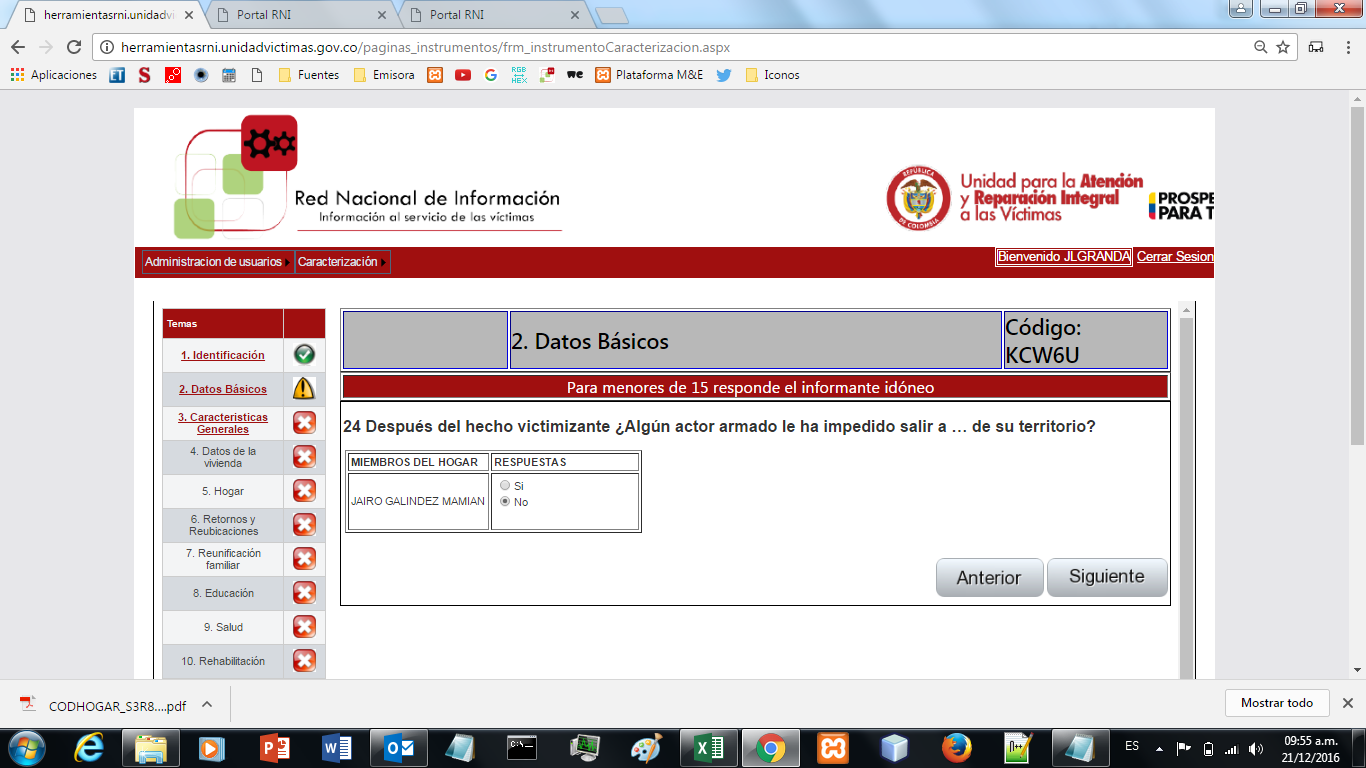 herramientasrni.unidadvi
Portal RNI
Portal RNI
herramientasrni.unidadvictimas.gov.co/paginas_instrumentos/frm_instrumentoCaracterizacion.aspx
Aplicaciones
ET
S
Fuentes
Emisora
G
RGB
HEX
we
Plataforma M&E
Iconos
Red Nacional de Información
Información al servicio de las víctimas
REPÚBLICA
DE COLOMBIA
Unidad para la Atención
y Reparación Integral
a las Víctimas
PROSPE
PARA T
Administracion de usuarios
Caracterización
Bienvenido JLGRANDA
Cerrar Sesion
Temas
1. Identificación
2. Datos Básicos
3. Caracteristicas
Generales
4. Datos de la
vivienda
5. Hogar
6. Retornos y
Reubicaciones
7. Reunificación
familiar
8. Educación
9. Salud
10. Rehabilitación
2. Datos Básicos
Código:
KCW6U
Para menores de 15 responde el informante idóneo
24 Después del hecho victimizante ¿Algún actor armado le ha impedido salir a … de su territorio?
MIEMBROS DEL HOGAR
RESPUESTAS
JAIRO GALINDEZ MAMIAN
Si
No
Anterior
Siguiente
CODHOGAR_S3R8....pdf
Mostrar todo
ES
09:55 a.m.
21/12/2016